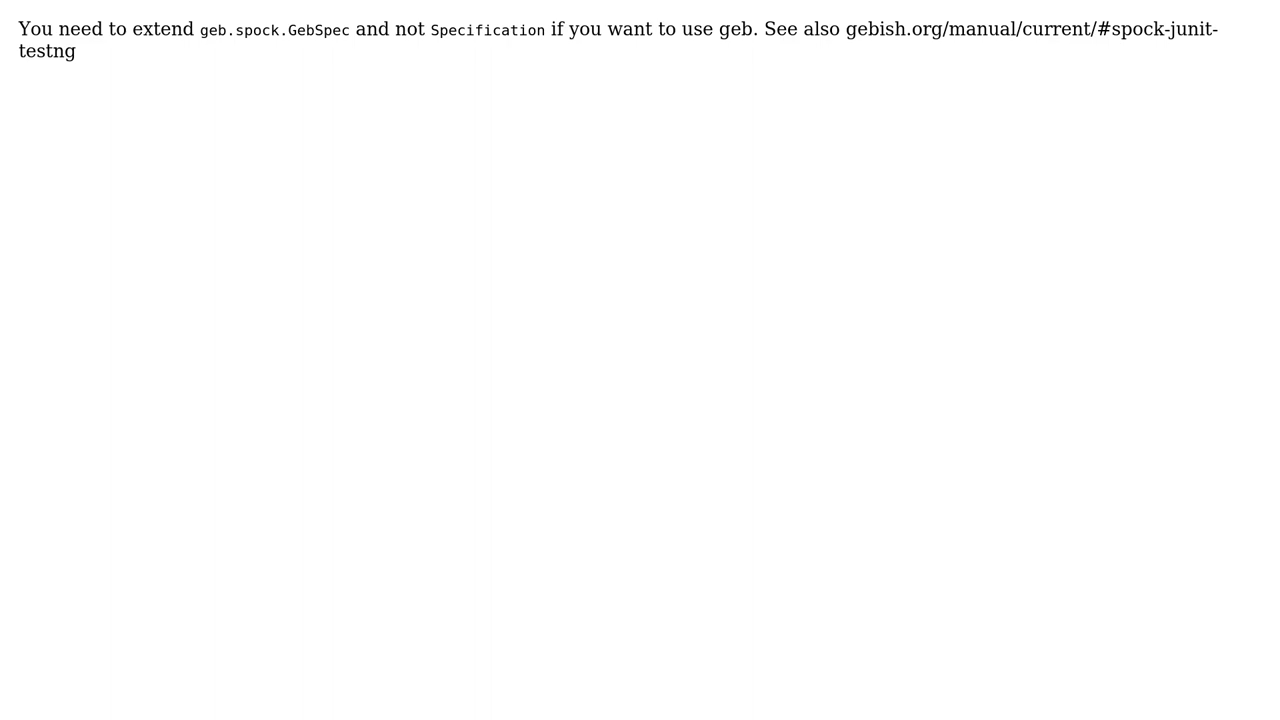 You need to extend geb.spock.GebSpec and not Specification if you want to use geb. See also gebish.org/manual/current/#spock-junit-
testng